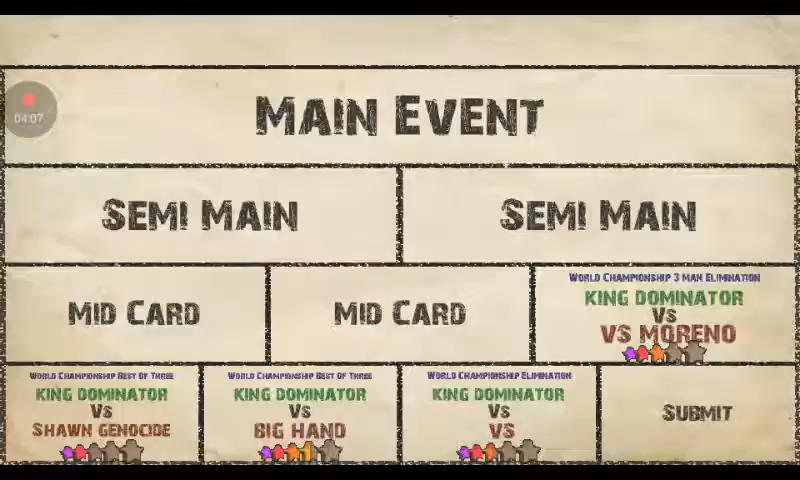 04:07
MAIN EVENT
SEMI MAIN
SEMI MAIN
MID CARD
MID CARD
WORLD CHAMPIONSHIP 3 MAN ELIMINATION
KING DOMINATOR
VS
VS MORENO
WORLD CHAMPIONSHIP BEST OF THREE
KING DOMINATOR
VS
SHAWN GENOCIDE
WORLD CHAMPIONSHIP BEST OF THREE
KING DOMINATOR
VS
BIG HAND
WORLD CHAMPIONSHIP ELIMINATION
KING DOMINATOR
VS
VS
SUBMIT